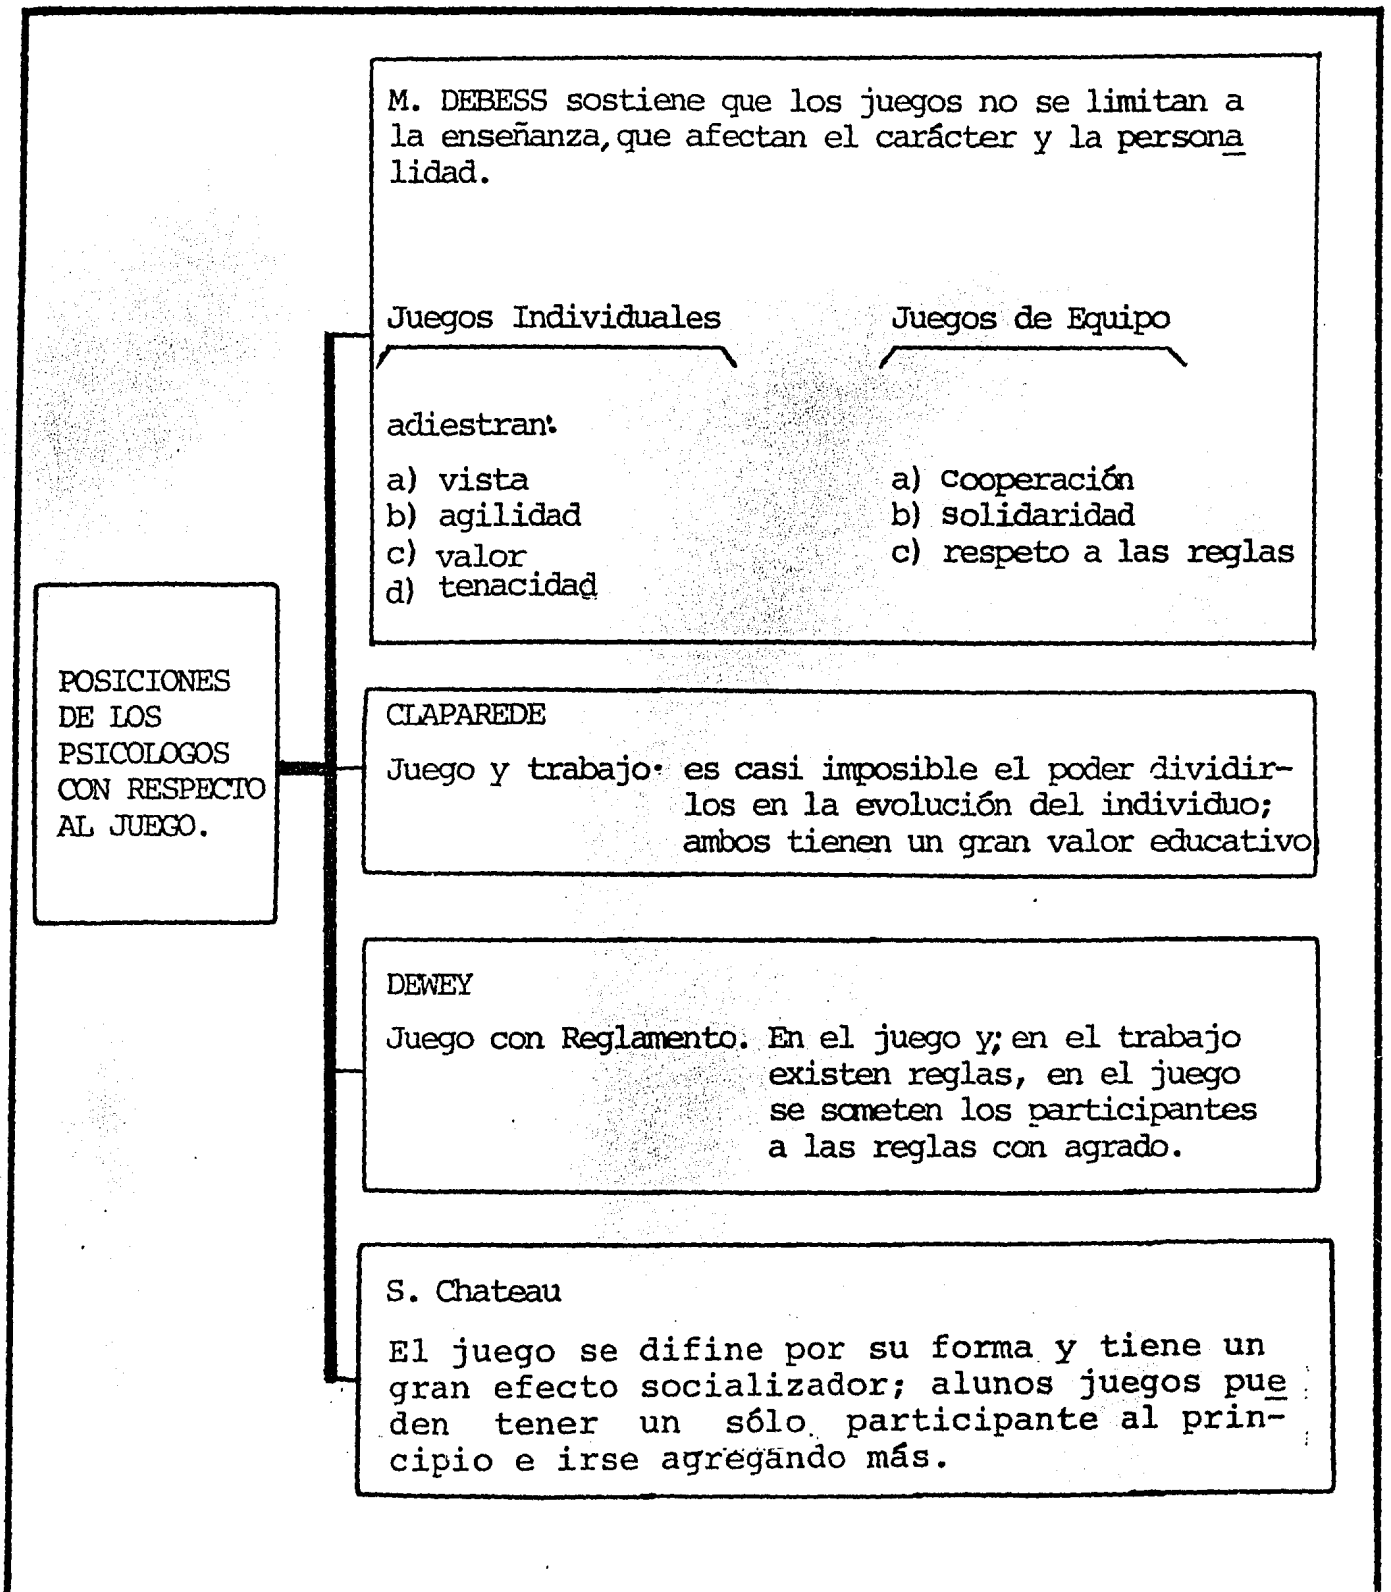 M. DEBESS sostiene que los juegos no se limitan a
la enseñanza, que afectan el carácter y la persona
lidad.
Juegos Individuales
adiestran:
a) vista
b) agilidad
c) valor
d) tenacidad
Juegos de Equipo
a) cooperación
b) solidaridad
c) respeto a las reglas
POSICIONES
DE LOS
PSICOLOGOS
CON RESPECTO
AL JUEGO.
CLAPAREDE
Juego y trabajo: es casi imposible el poder dividir-
los en la evolución del individuo;
ambos tienen un gran valor educativo
DEWEY
Juego con Reglamento. En el juego y; en el trabajo
existen reglas, en el juego
se someten los participantes
a las reglas con agrado.
S. Chateau
El juego se difine por su forma y tiene un
gran efecto socializador; alunos juegos pue
den tener un sólo participante al prin-
cipio e irse agregando más.